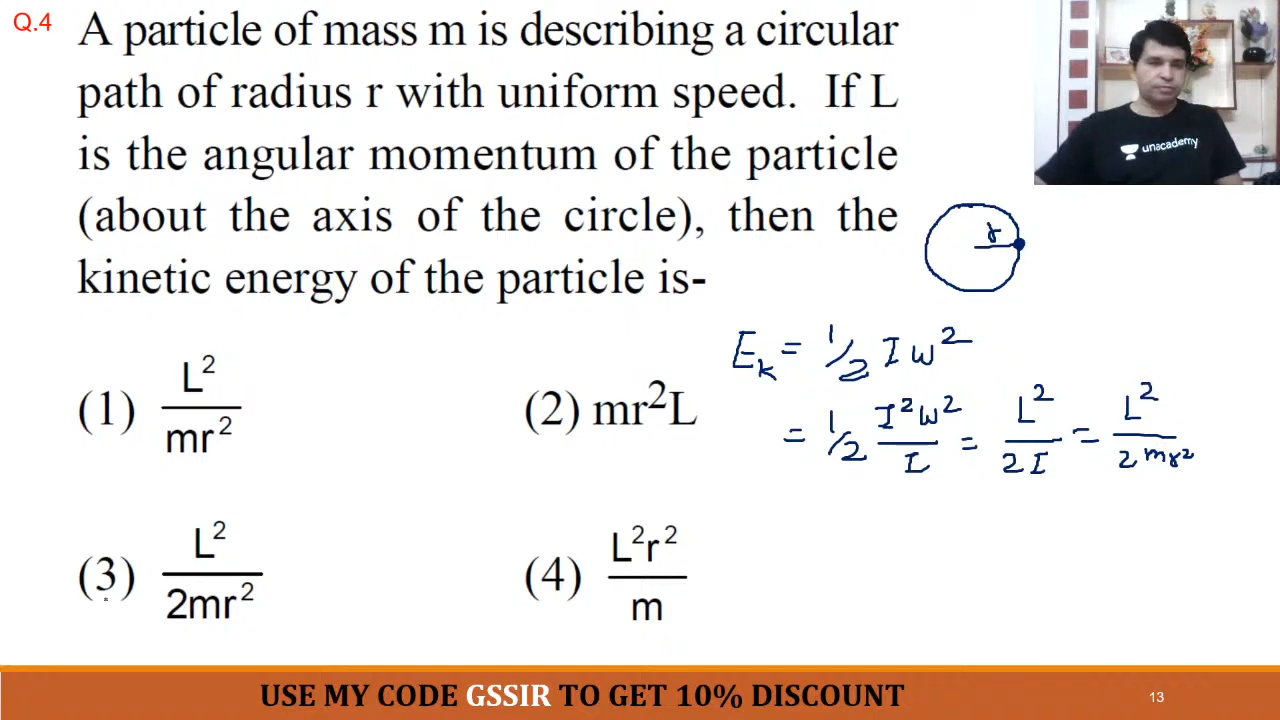 Q.4
A particle of mass m is describing a circular
path of radius r with uniform speed. If L
is the angular momentum of the particle
(about the axis of the circle), then the
kinetic energy of the particle is-
(1) L²/mr²
(2) mr²L
(3) L²/2mr²
(4) L²r²/m
r
E_k = 1/2 I ω²
= 1/2 I²ω²/I = L²/2I = L²/2mr²
unacademy
USE MY CODE GSSIR TO GET 10% DISCOUNT
13